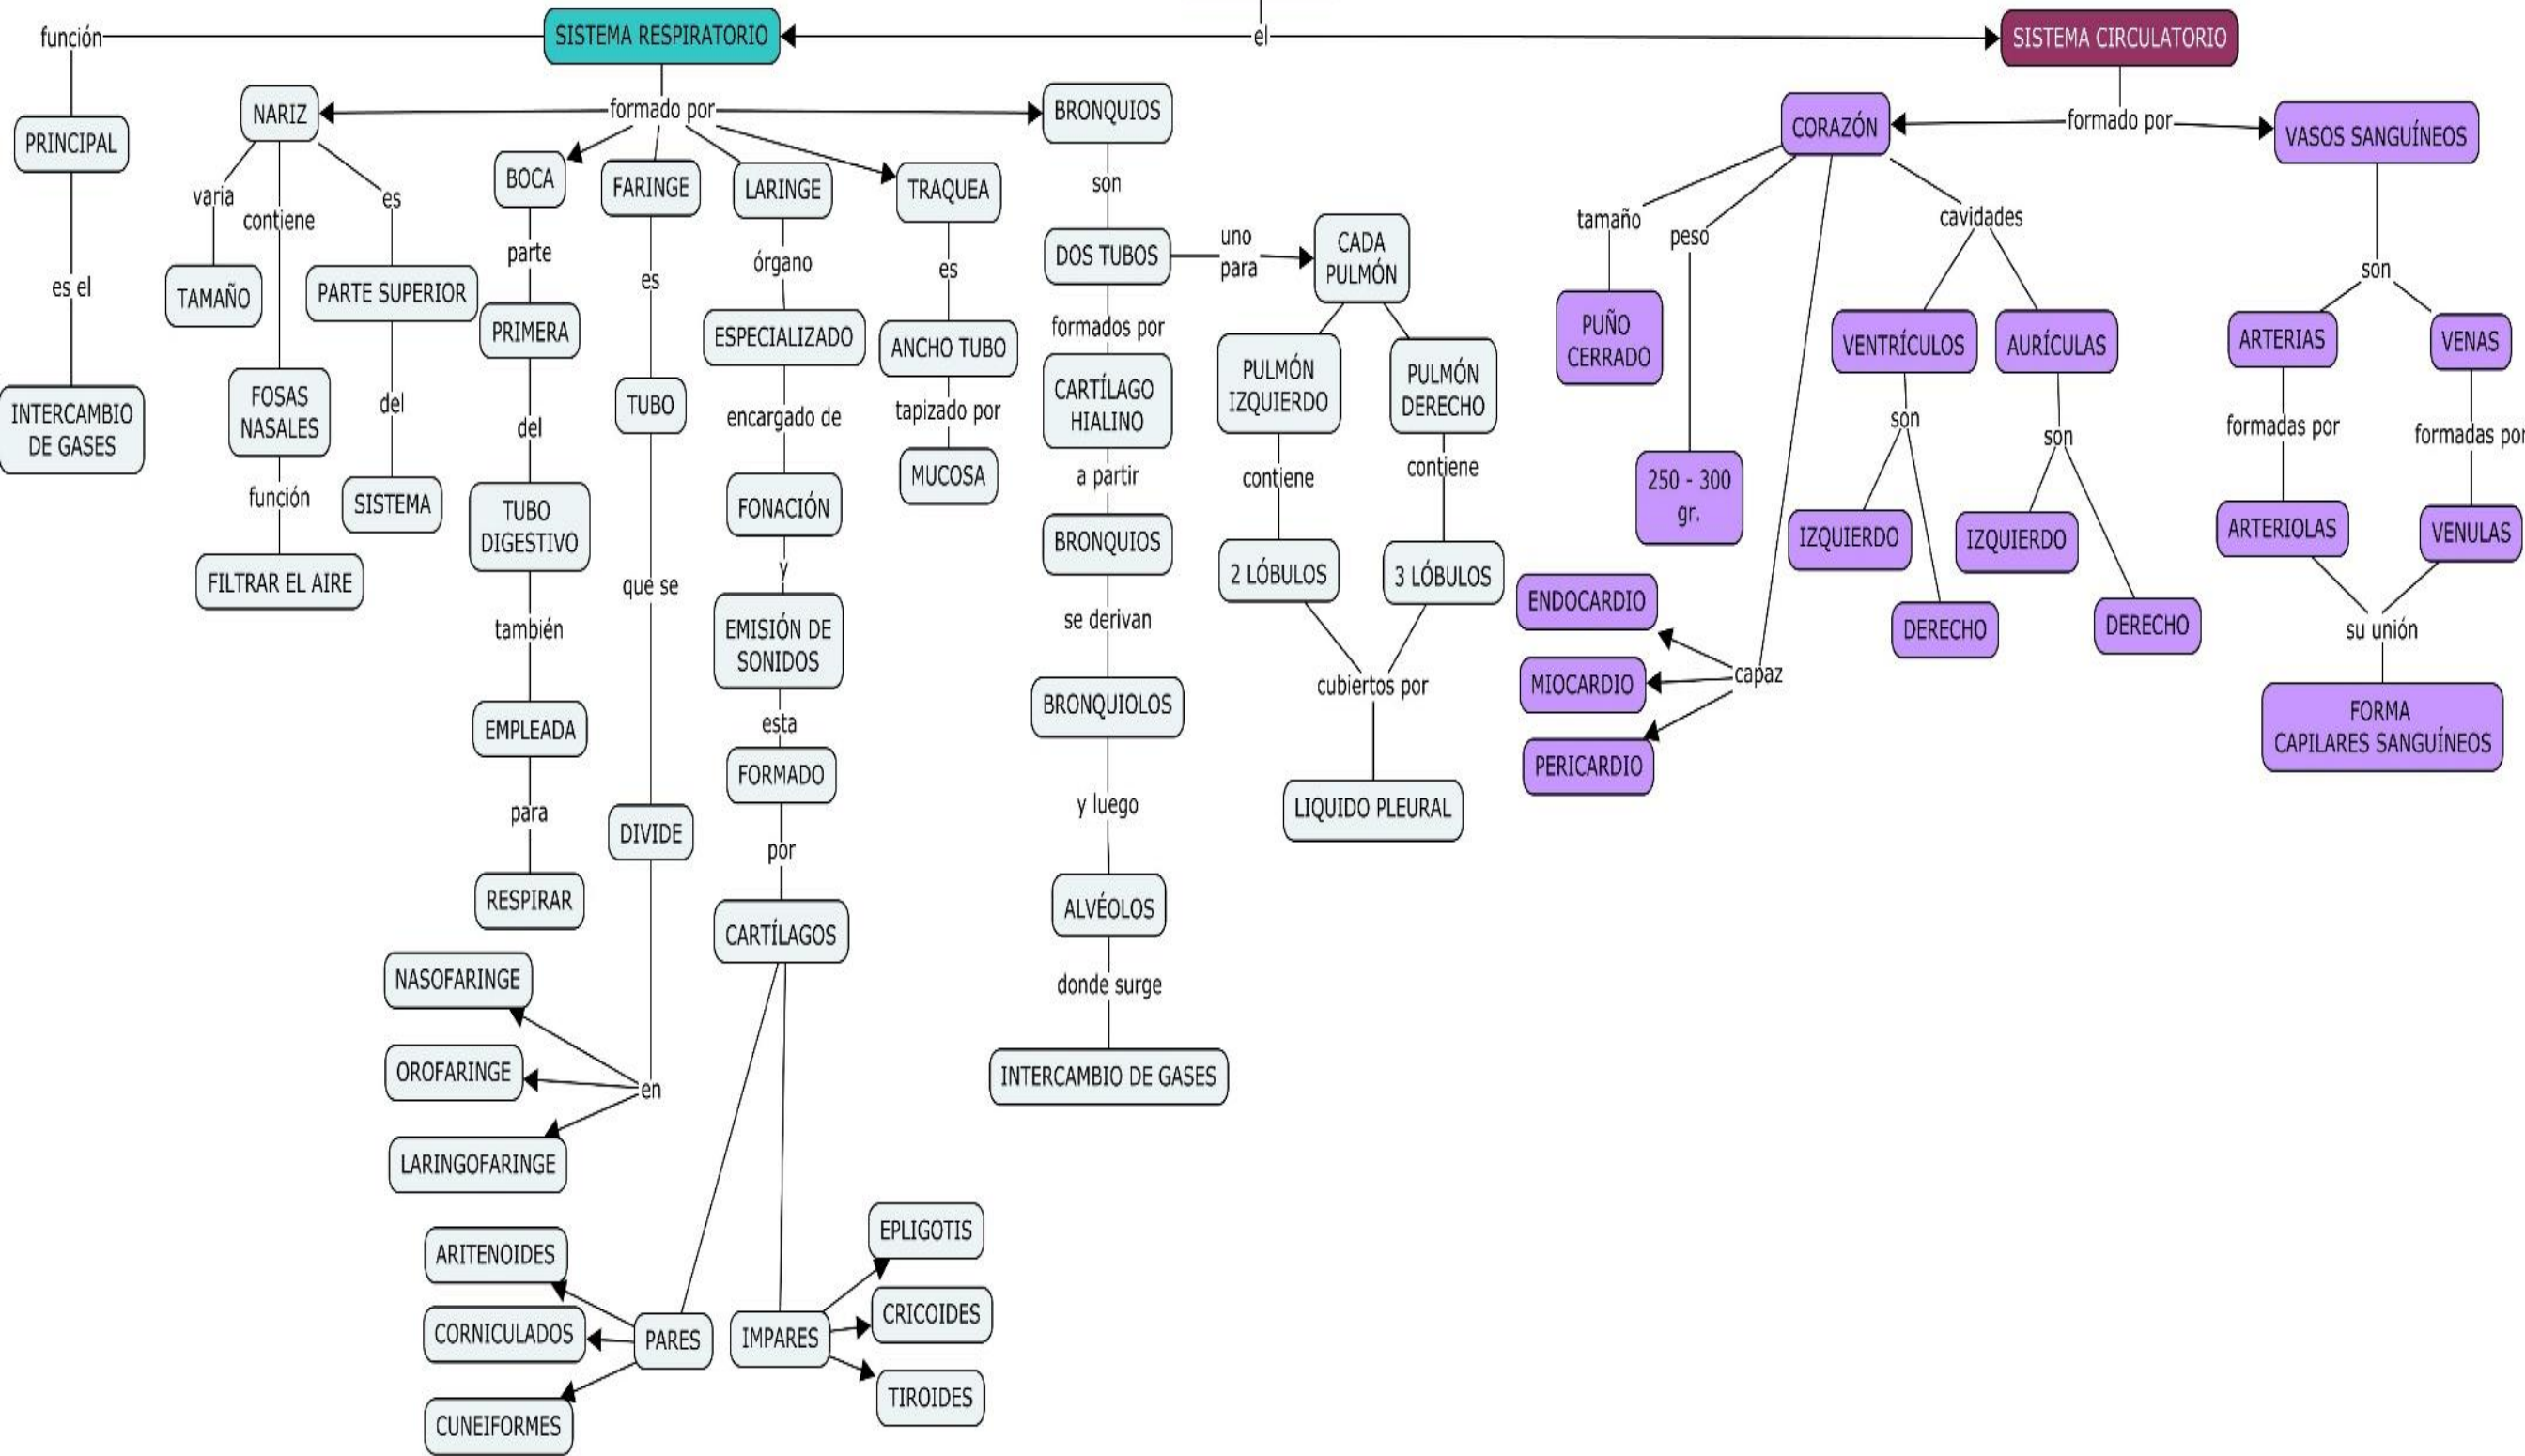 función
SISTEMA RESPIRATORIO
el
SISTEMA CIRCULATORIO
PRINCIPAL
es el
INTERCAMBIO
DE GASES
formado por
NARIZ
varia
TAMAÑO
contiene
FOSAS
NASALES
función
FILTRAR EL AIRE
es
PARTE SUPERIOR
del
SISTEMA
BOCA
parte
PRIMERA
del
TUBO
DIGESTIVO
también
EMPLEADA
para
RESPIRAR
FARINGE
es
TUBO
que se
DIVIDE
en
NASOFARINGE
OROFARINGE
LARINGOFARINGE
LARINGE
órgano
ESPECIALIZADO
encargado de
FONACIÓN
y
EMISIÓN DE
SONIDOS
esta
FORMADO
por
CARTÍLAGOS
PARES
ARITENOIDES
CORNICULADOS
CUNEIFORMES
IMPARES
EPLIGOTIS
CRICOIDES
TIROIDES
TRAQUEA
es
ANCHO TUBO
tapizado por
MUCOSA
BRONQUIOS
son
DOS TUBOS
formados por
CARTÍLAGO
HIALINO
a partir
BRONQUIOS
se derivan
BRONQUIOLOS
y luego
ALVÉOLOS
donde surge
INTERCAMBIO DE GASES
uno
para
CADA
PULMÓN
PULMÓN
IZQUIERDO
contiene
2 LÓBULOS
PULMÓN
DERECHO
contiene
3 LÓBULOS
cubiertos por
LIQUIDO PLEURAL
formado por
CORAZÓN
tamaño
PUÑO
CERRADO
peso
250 - 300
gr.
capaz
ENDOCARDIO
MIOCARDIO
PERICARDIO
cavidades
VENTRÍCULOS
son
IZQUIERDO
DERECHO
AURÍCULAS
son
IZQUIERDO
DERECHO
VASOS SANGUÍNEOS
son
ARTERIAS
formadas por
ARTERIOLAS
VENAS
formadas por
VENULAS
su unión
FORMA
CAPILARES SANGUÍNEOS